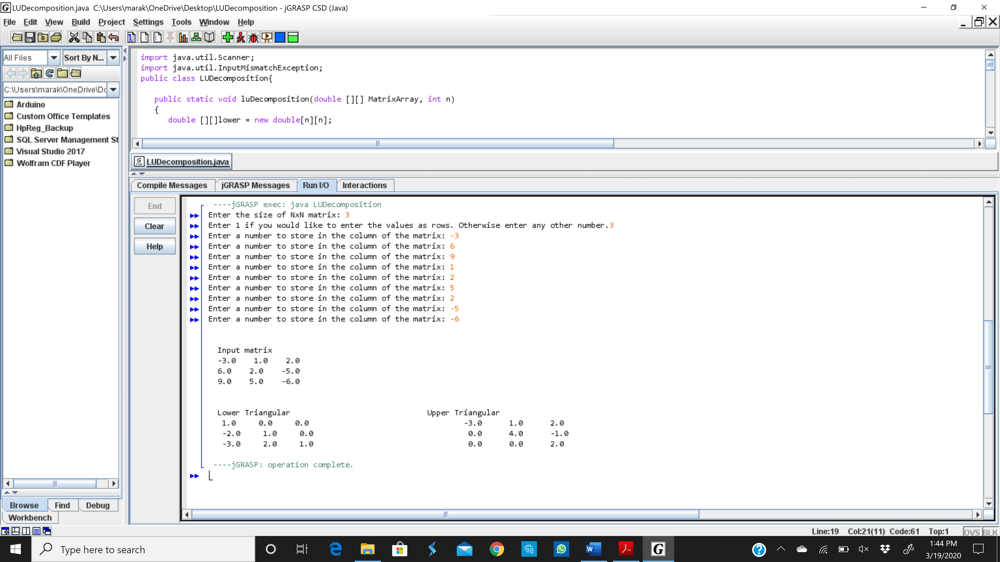 LUDecomposition.java  C:\Users\marak\OneDrive\Desktop\LUDecomposition - jGRASP CSD (Java)
File Edit View Build Project Settings Tools Window Help
All Files Sort By N...
C:\Users\marak\OneDrive\Do
Arduino
Custom Office Templates
HpReg_Backup
SQL Server Management St
Visual Studio 2017
Wolfram CDF Player
Browse Find Debug
Workbench
import java.util.Scanner;
import java.util.InputMismatchException;
public class LUDecomposition{
public static void luDecomposition(double [][] MatrixArray, int n)
{
double [][]lower = new double[n][n];
LUDecomposition.java
Compile Messages jGRASP Messages Run I/O Interactions
End
Clear
Help
----jGRASP exec: java LUDecomposition
Enter the size of NxN matrix: 3
Enter 1 if you would like to enter the values as rows. Otherwise enter any other number.3
Enter a number to store in the column of the matrix: -3
Enter a number to store in the column of the matrix: 6
Enter a number to store in the column of the matrix: 9
Enter a number to store in the column of the matrix: 1
Enter a number to store in the column of the matrix: 2
Enter a number to store in the column of the matrix: 5
Enter a number to store in the column of the matrix: 2
Enter a number to store in the column of the matrix: -5
Enter a number to store in the column of the matrix: -6
Input matrix
-3.0 1.0 2.0
6.0 2.0 -5.0
9.0 5.0 -6.0
Lower Triangular Upper Triangular
1.0 0.0 0.0 -3.0 1.0 2.0
-2.0 1.0 0.0 0.0 4.0 -1.0
-3.0 2.0 1.0 0.0 0.0 2.0
----jGRASP: operation complete.
Line:19 Col:21(11) Code:61 Top:1 OVS BLK
Type here to search
1:44 PM
3/19/2020